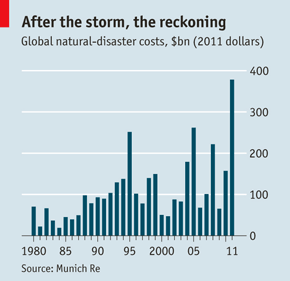 After the storm, the reckoning
Global natural-disaster costs, $bn (2011 dollars)
400
300
200
100
0
1980 85 90 95 2000 05 11
Source: Munich Re